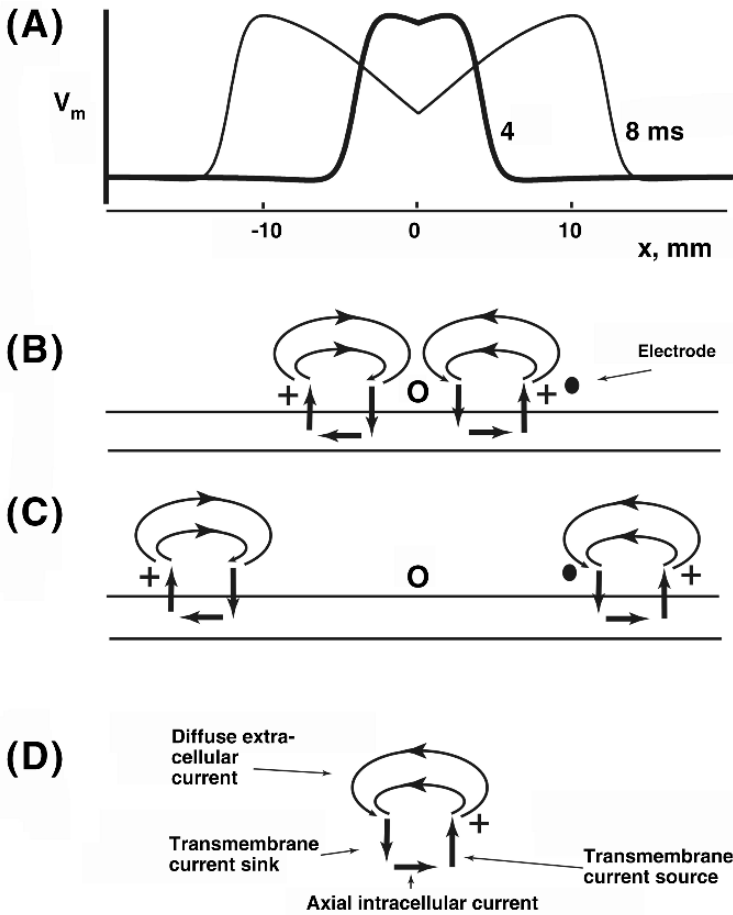 (A)
Vm
4
8 ms
-10
0
10
x, mm
(B)
+
O
+
Electrode
(C)
+
O
+
(D)
Diffuse extra-
cellular
current
+
Transmembrane
current sink
Transmembrane
current source
Axial intracellular current